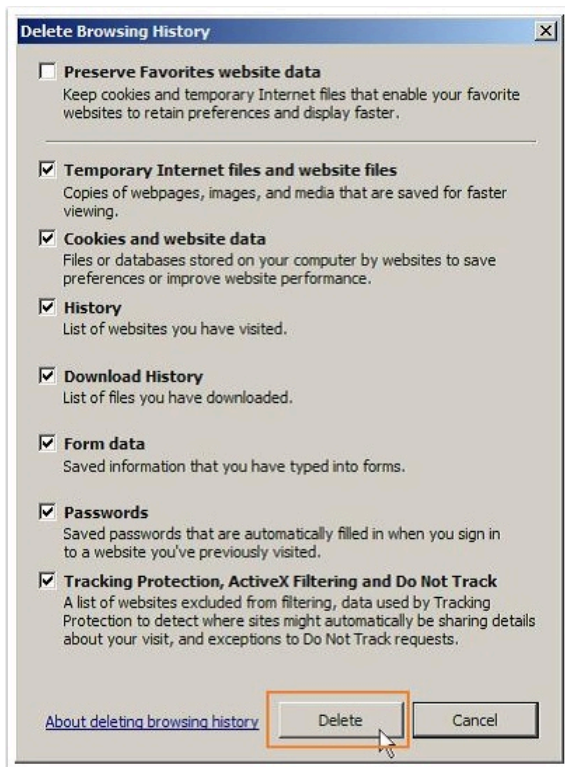 Delete Browsing History
Preserve Favorites website data
Keep cookies and temporary Internet files that enable your favorite
websites to retain preferences and display faster.
Temporary Internet files and website files
Copies of webpages, images, and media that are saved for faster
viewing.
Cookies and website data
Files or databases stored on your computer by websites to save
preferences or improve website performance.
History
List of websites you have visited.
Download History
List of files you have downloaded.
Form data
Saved information that you have typed into forms.
Passwords
Saved passwords that are automatically filled in when you sign in
to a website you've previously visited.
Tracking Protection, ActiveX Filtering and Do Not Track
A list of websites excluded from filtering, data used by Tracking
Protection to detect where sites might automatically be sharing details
about your visit, and exceptions to Do Not Track requests.
About deleting browsing history Delete Cancel